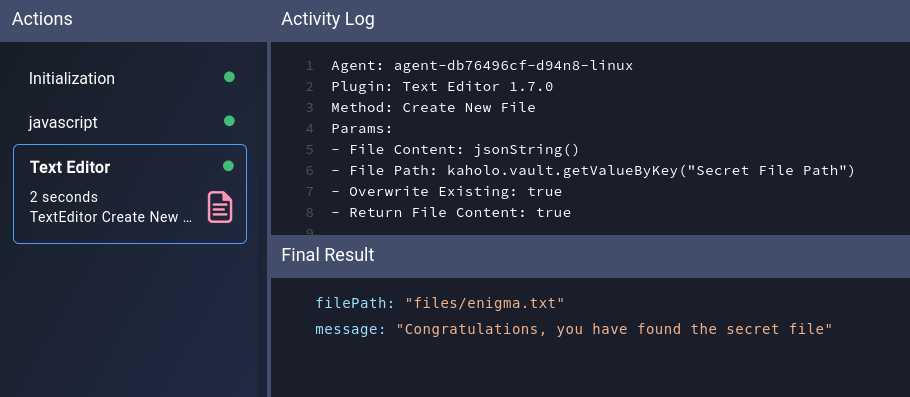 Actions
Initialization
javascript
Text Editor
2 seconds
TextEditor Create New …
Activity Log
1 Agent: agent-db76496cf-d94n8-linux
2 Plugin: Text Editor 1.7.0
3 Method: Create New File
4 Params:
5 - File Content: jsonString()
6 - File Path: kaholo.vault.getValueByKey("Secret File Path")
7 - Overwrite Existing: true
8 - Return File Content: true
9
Final Result
filePath: "files/enigma.txt"
message: "Congratulations, you have found the secret file"